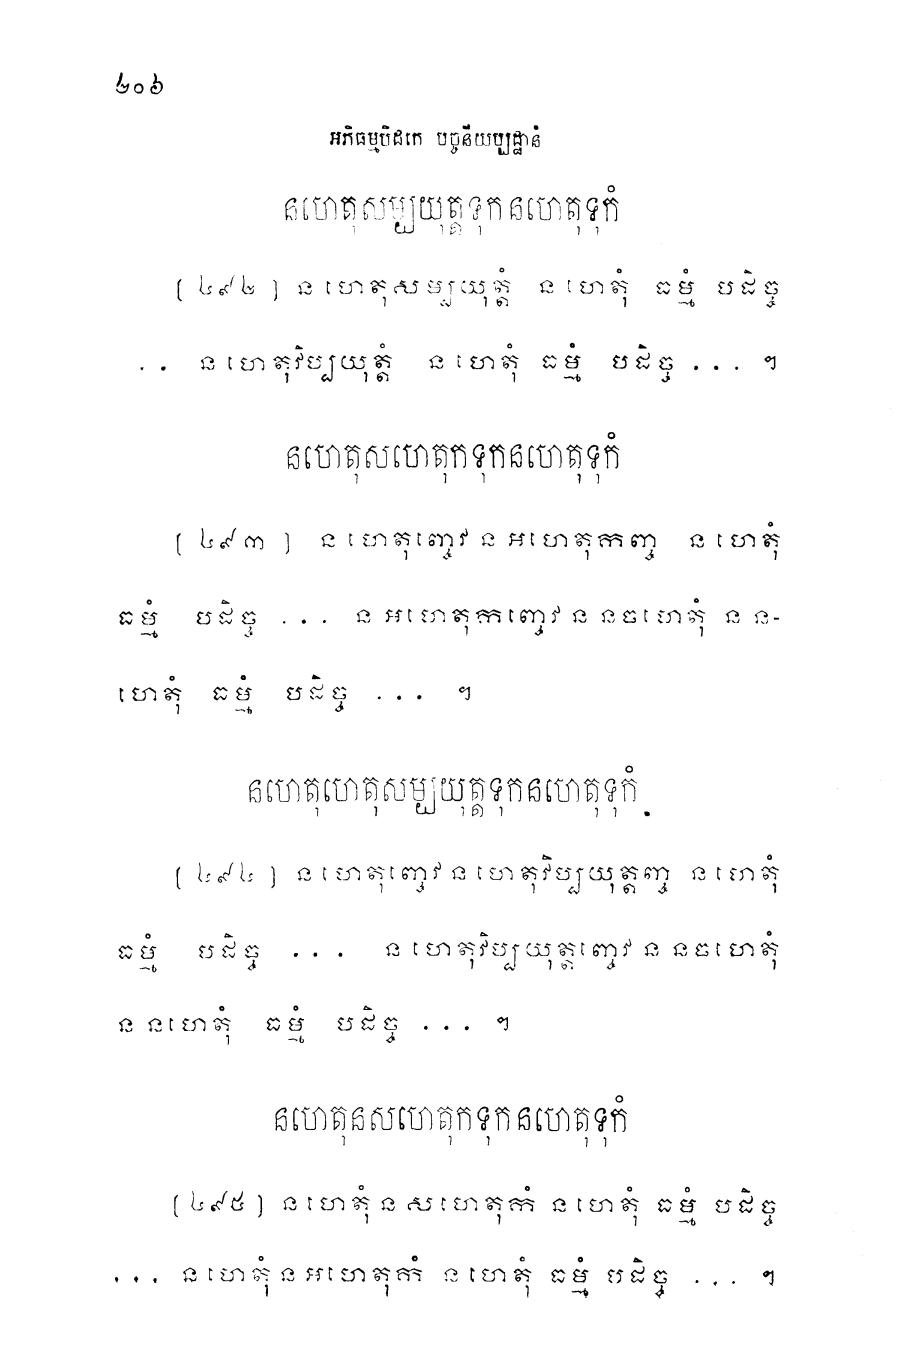 ២០៦
អភិធម្មបិដកេ បច្ចនីយប្បដ្ឋានំ
នហេតុសម្បយុត្តទុកនហេតុទុកំ
[ ៤៩២ ] ន ហេតុសម្បយុត្តំ ន ហេតុំ ធម្មំ បដិច្ច
.. ន ហេតុវិប្បយុត្តំ ន ហេតុំ ធម្មំ បដិច្ច ... ។
នហេតុសហេតុកទុកនហេតុទុកំ
[ ៤៩៣ ] ន ហេតុញ្ចេវ ន អហេតុកញ្ច ន ហេតុំ
ធម្មំ បដិច្ច ... ន អហេតុកញ្ចេវ ន នចហេតុំ ន ន-
ហេតុំ ធម្មំ បដិច្ច ... ។
នហេតុហេតុសម្បយុត្តទុកនហេតុទុកំ
[ ៤៩៤ ] ន ហេតុញ្ចេវ ន ហេតុវិប្បយុត្តញ្ច ន ហេតុំ
ធម្មំ បដិច្ច ... ន ហេតុវិប្បយុត្តញ្ចេវ ន នចហេតុំ
ន នហេតុំ ធម្មំ បដិច្ច ... ។
នហេតុនសហេតុកទុកនហេតុទុកំ
[ ៤៩៥ ] ន ហេតុំ ន សហេតុកំ ន ហេតុំ ធម្មំ បដិច្ច
... ន ហេតុំ ន អហេតុកំ ន ហេតុំ ធម្មំ បដិច្ច ... ។